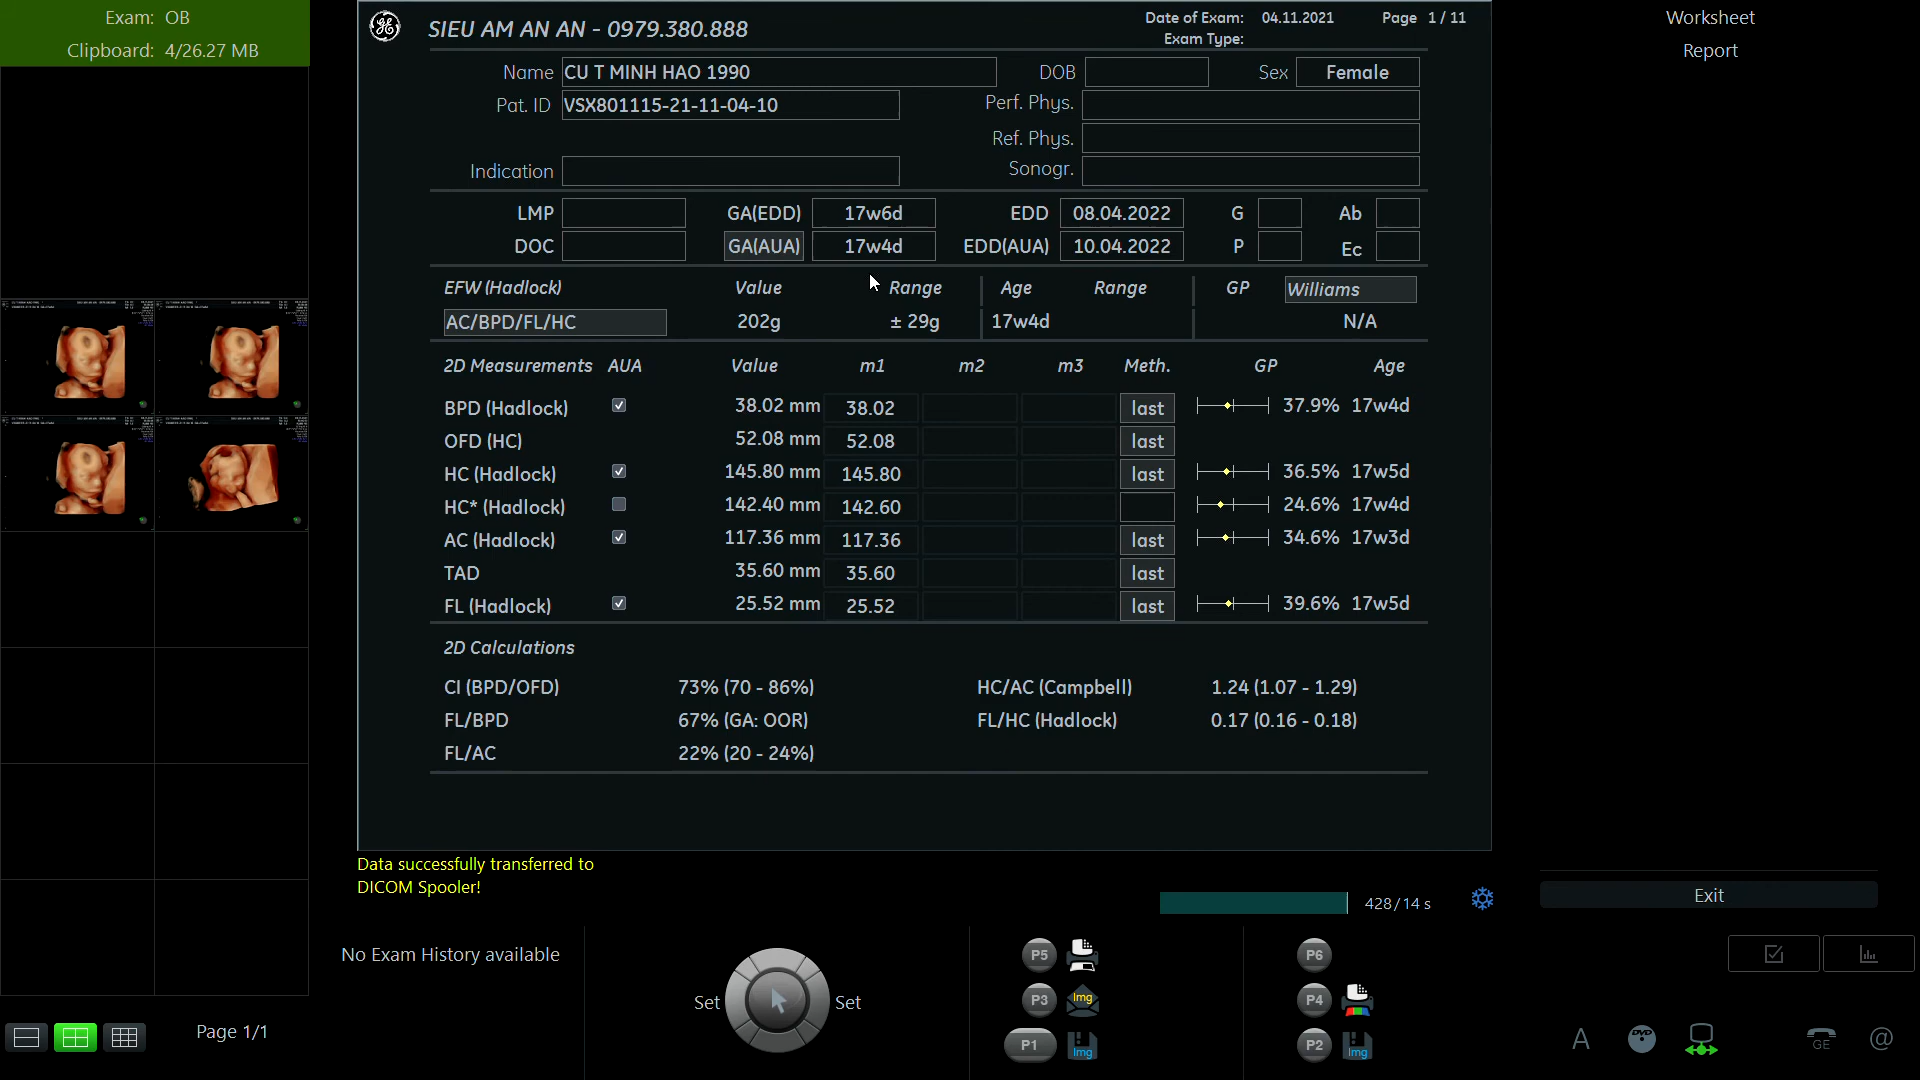 Exam: OB
Clipboard: 4/26.27 MB
SIEU AM AN AN - 0979.380.888
Date of Exam: 04.11.2021 Page 1 / 11
Exam Type:
Worksheet
Report
Name CU T MINH HAO 1990 DOB Sex Female
Pat. ID VSX801115-21-11-04-10 Perf. Phys.
Ref. Phys.
Indication Sonogr.
LMP GA(EDD) 17w6d EDD 08.04.2022 G Ab
DOC GA(AUA) 17w4d EDD(AUA) 10.04.2022 P Ec
EFW (Hadlock) Value Range Age Range GP Williams
AC/BPD/FL/HC 202g ± 29g 17w4d N/A
2D Measurements AUA Value m1 m2 m3 Meth. GP Age
BPD (Hadlock) 38.02 mm 38.02 last 37.9% 17w4d
OFD (HC) 52.08 mm 52.08 last
HC (Hadlock) 145.80 mm 145.80 last 36.5% 17w5d
HC* (Hadlock) 142.40 mm 142.60 24.6% 17w4d
AC (Hadlock) 117.36 mm 117.36 last 34.6% 17w3d
TAD 35.60 mm 35.60 last
FL (Hadlock) 25.52 mm 25.52 last 39.6% 17w5d
2D Calculations
CI (BPD/OFD) 73% (70 - 86%) HC/AC (Campbell) 1.24 (1.07 - 1.29)
FL/BPD 67% (GA: OOR) FL/HC (Hadlock) 0.17 (0.16 - 0.18)
FL/AC 22% (20 - 24%)
Data successfully transferred to
DICOM Spooler!
428/14 s
Exit
No Exam History available
Set Set
P5 P6
P3 Img P4
P1 Img P2 Img
Page 1/1
A DVD GE @